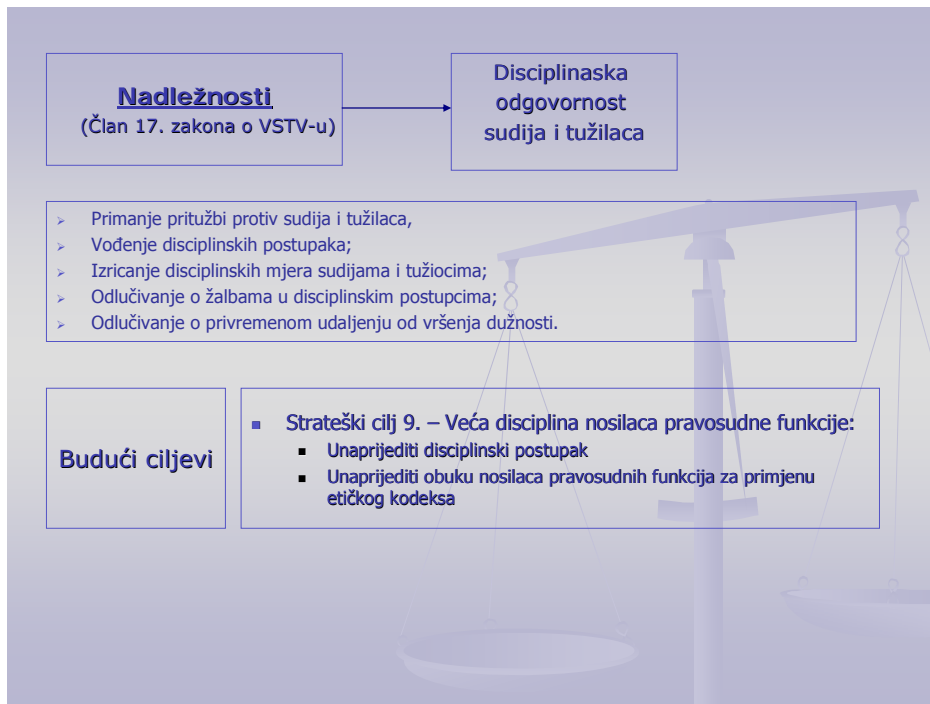 Nadležnosti
(Član 17. zakona o VSTV-u)
Disciplinaska
odgovornost
sudija i tužilaca
Primanje pritužbi protiv sudija i tužilaca,
Vođenje disciplinskih postupaka;
Izricanje disciplinskih mjera sudijama i tužiocima;
Odlučivanje o žalbama u disciplinskim postupcima;
Odlučivanje o privremenom udaljenju od vršenja dužnosti.
Budući ciljevi
Strateški cilj 9. – Veća disciplina nosilaca pravosudne funkcije:
Unaprijediti disciplinski postupak
Unaprijediti obuku nosilaca pravosudnih funkcija za primjenu
etičkog kodeksa